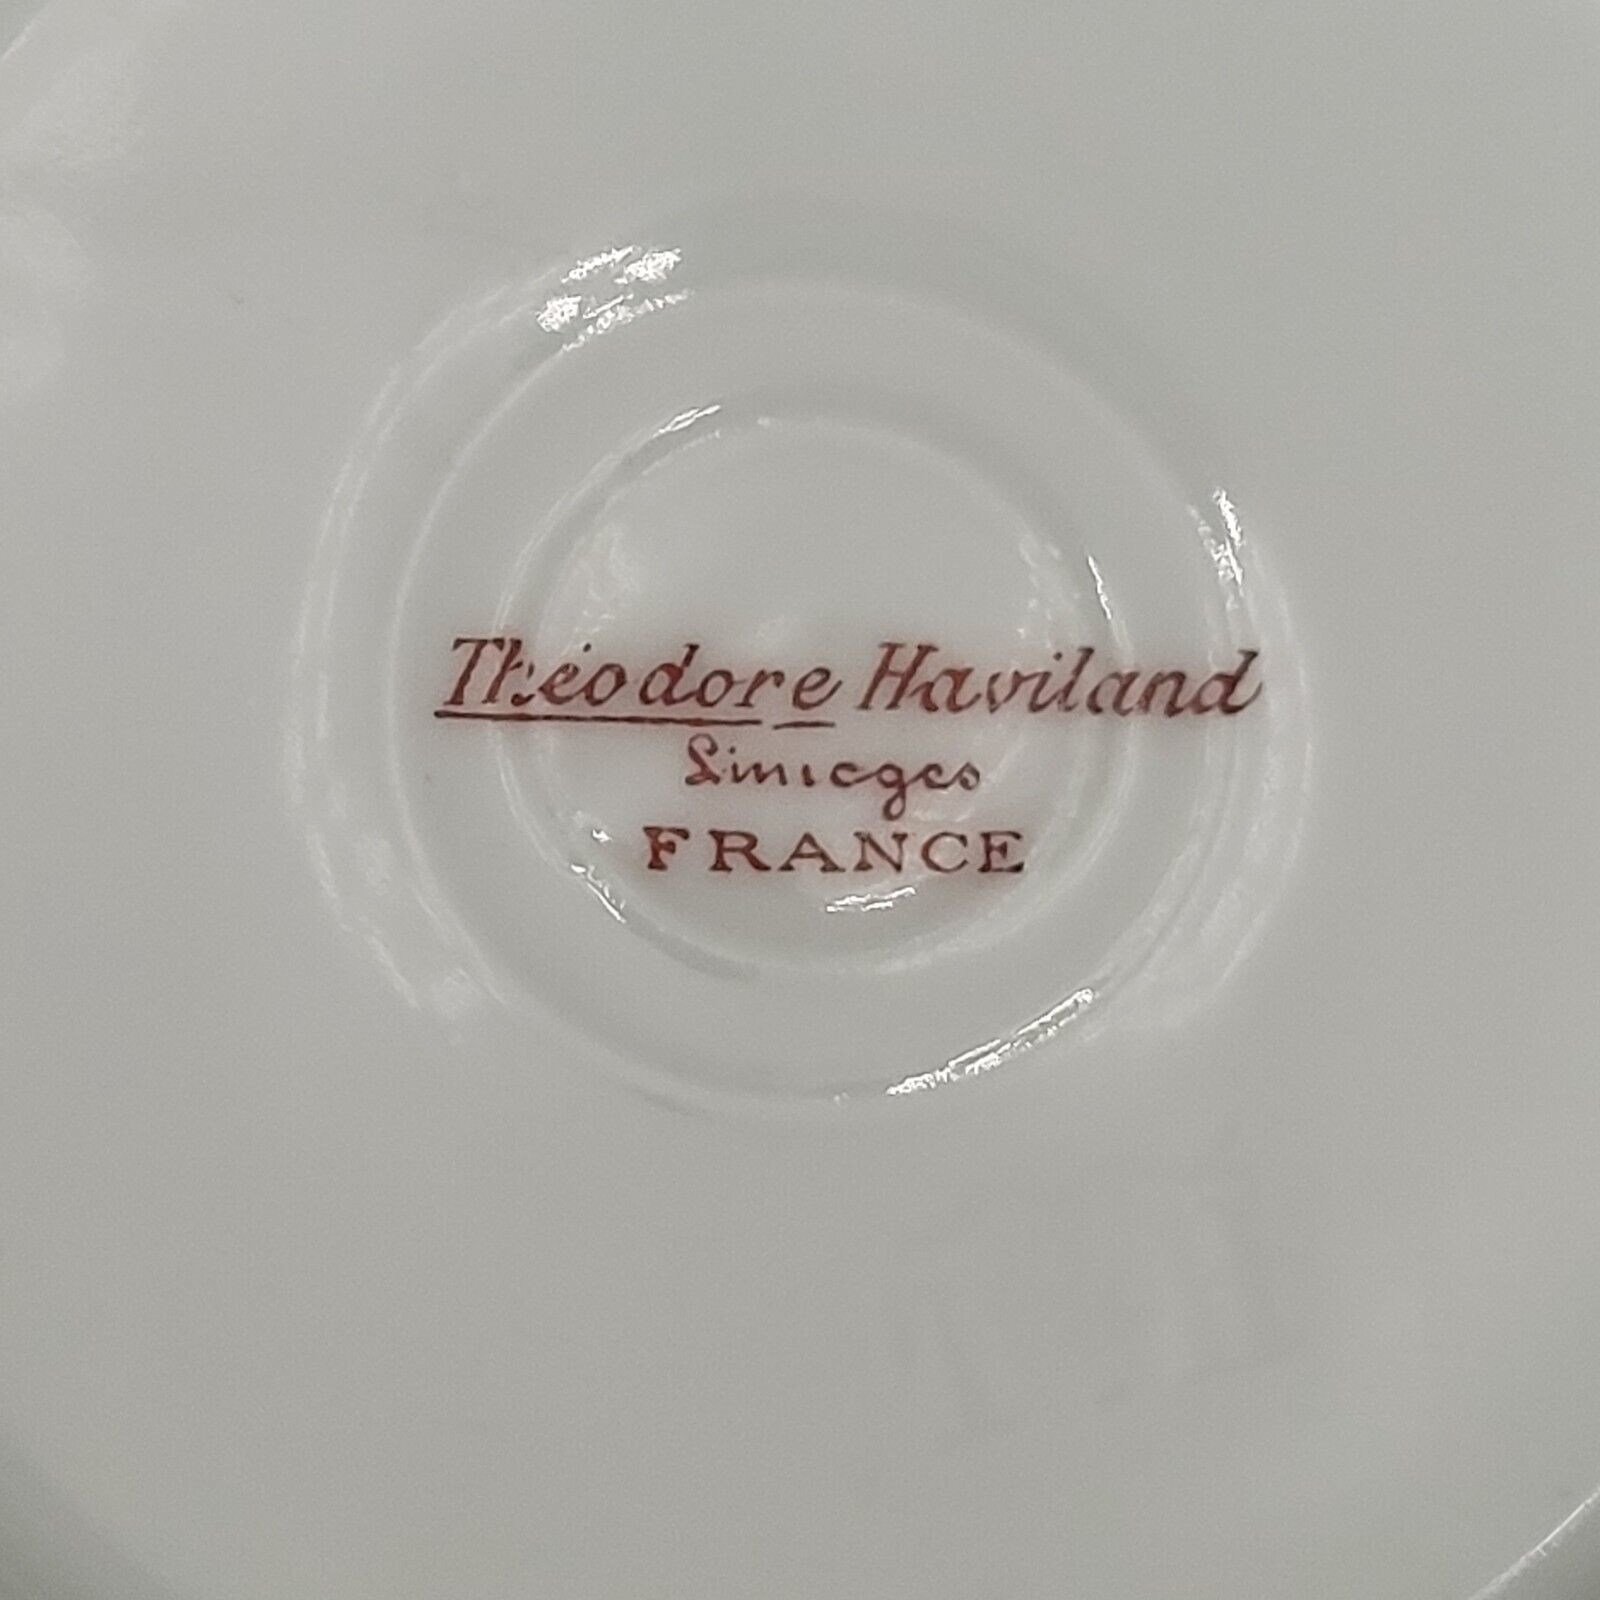 Théodore Haviland
Limoges
FRANCE